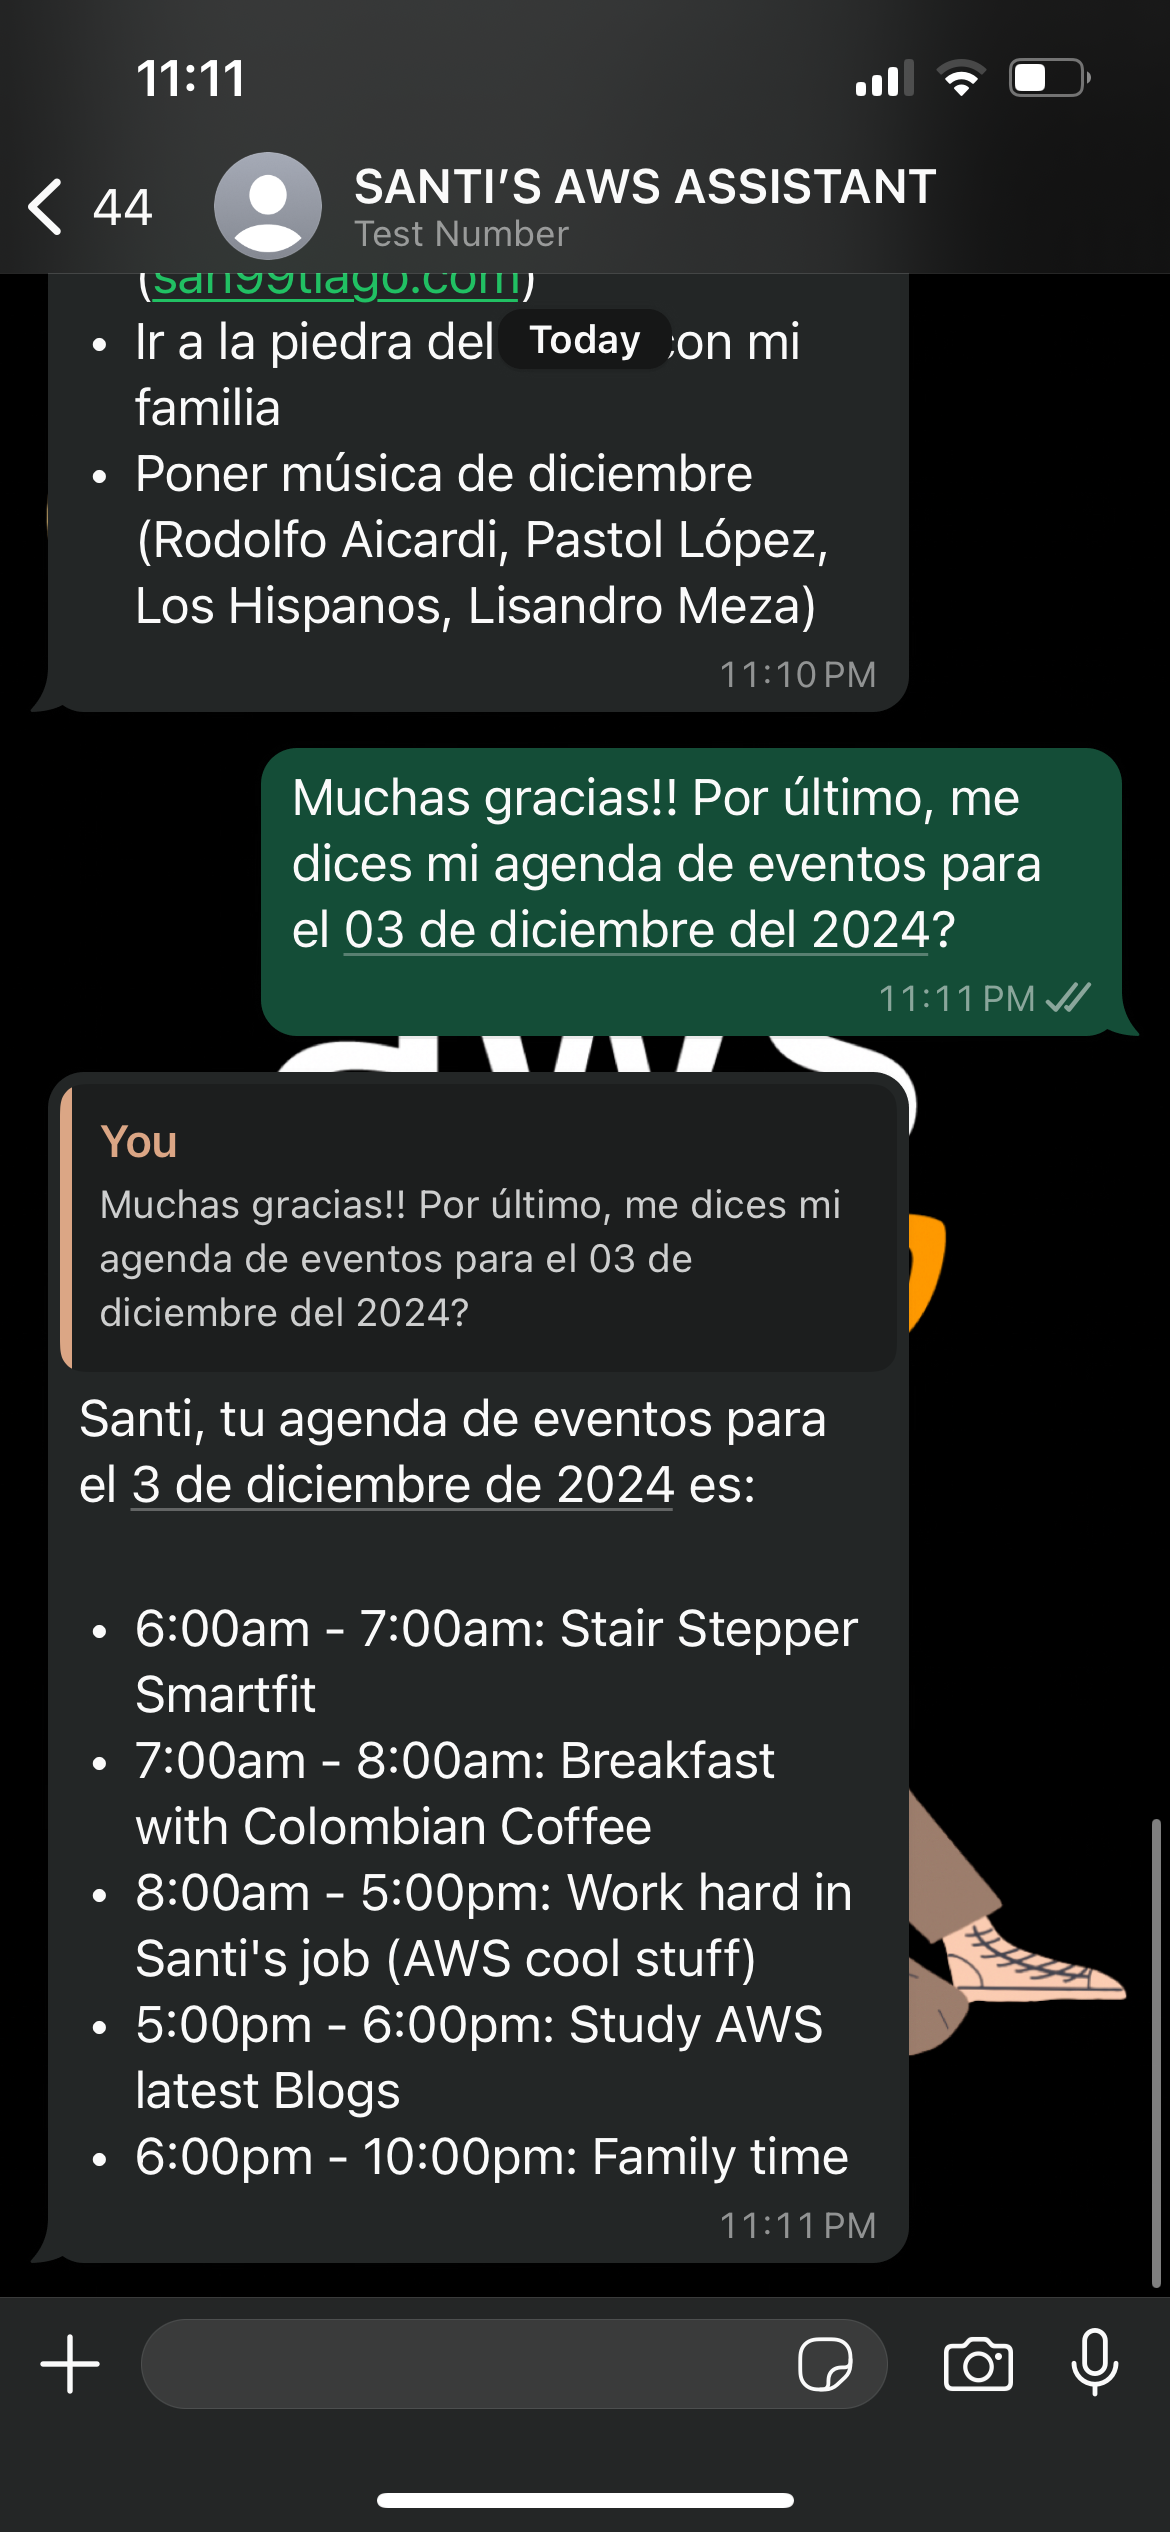 11:11
44
SANTI'S AWS ASSISTANT
Test Number
(san99tiago.com)
Today
• Ir a la piedra del con mi
familia
• Poner música de diciembre
(Rodolfo Aicardi, Pastol López,
Los Hispanos, Lisandro Meza)
11:10 PM
Muchas gracias!! Por último, me
dices mi agenda de eventos para
el 03 de diciembre del 2024?
11:11 PM
aws
You
Muchas gracias!! Por último, me dices mi
agenda de eventos para el 03 de
diciembre del 2024?
Santi, tu agenda de eventos para
el 3 de diciembre de 2024 es:
• 6:00am - 7:00am: Stair Stepper
Smartfit
• 7:00am - 8:00am: Breakfast
with Colombian Coffee
• 8:00am - 5:00pm: Work hard in
Santi's job (AWS cool stuff)
• 5:00pm - 6:00pm: Study AWS
latest Blogs
• 6:00pm - 10:00pm: Family time
11:11 PM